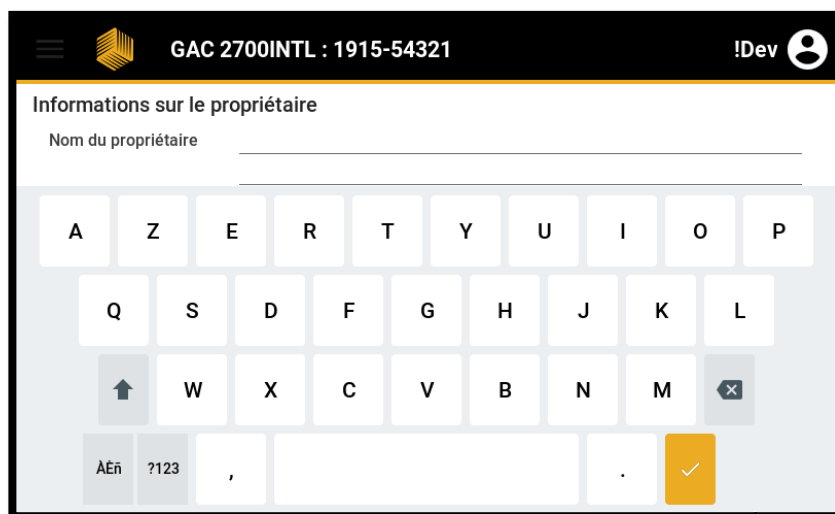 GAC 2700INTL : 1915-54321 !Dev
Informations sur le propriétaire
Nom du propriétaire
A Z E R T Y U I O P
Q S D F G H J K L
W X C V B N M
ÀÈñ ?123 , .